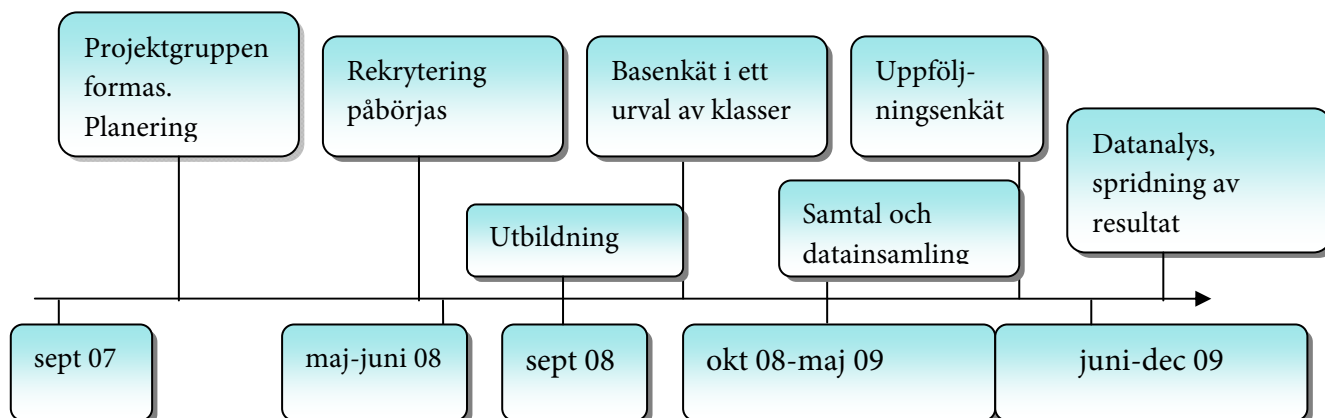 Projektgruppen
formas.
Planering
Rekrytering
påbörjas
Basenkät i ett
urval av klasser
Uppfölj-
ningsenkät
Datanalys,
spridning av
resultat
Utbildning
Samtal och
datainsamling
sept 07
maj-juni 08
sept 08
okt 08-maj 09
juni-dec 09